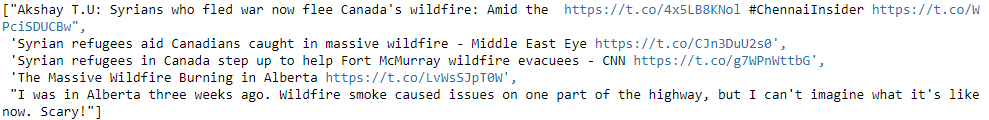 ["Akshay T.U: Syrians who fled war now flee Canada's wildfire: Amid the  https://t.co/4x5LB8KNol #ChennaiInsider https://t.co/W
PciSDUCBw",
'Syrian refugees aid Canadians caught in massive wildfire - Middle East Eye https://t.co/CJn3DuU2s0',
'Syrian refugees in Canada step up to help Fort McMurray wildfire evacuees - CNN https://t.co/g7WPnWttbG',
'The Massive Wildfire Burning in Alberta https://t.co/LvWsSJpT0W',
"I was in Alberta three weeks ago. Wildfire smoke caused issues on one part of the highway, but I can't imagine what it's like
now. Scary!"]